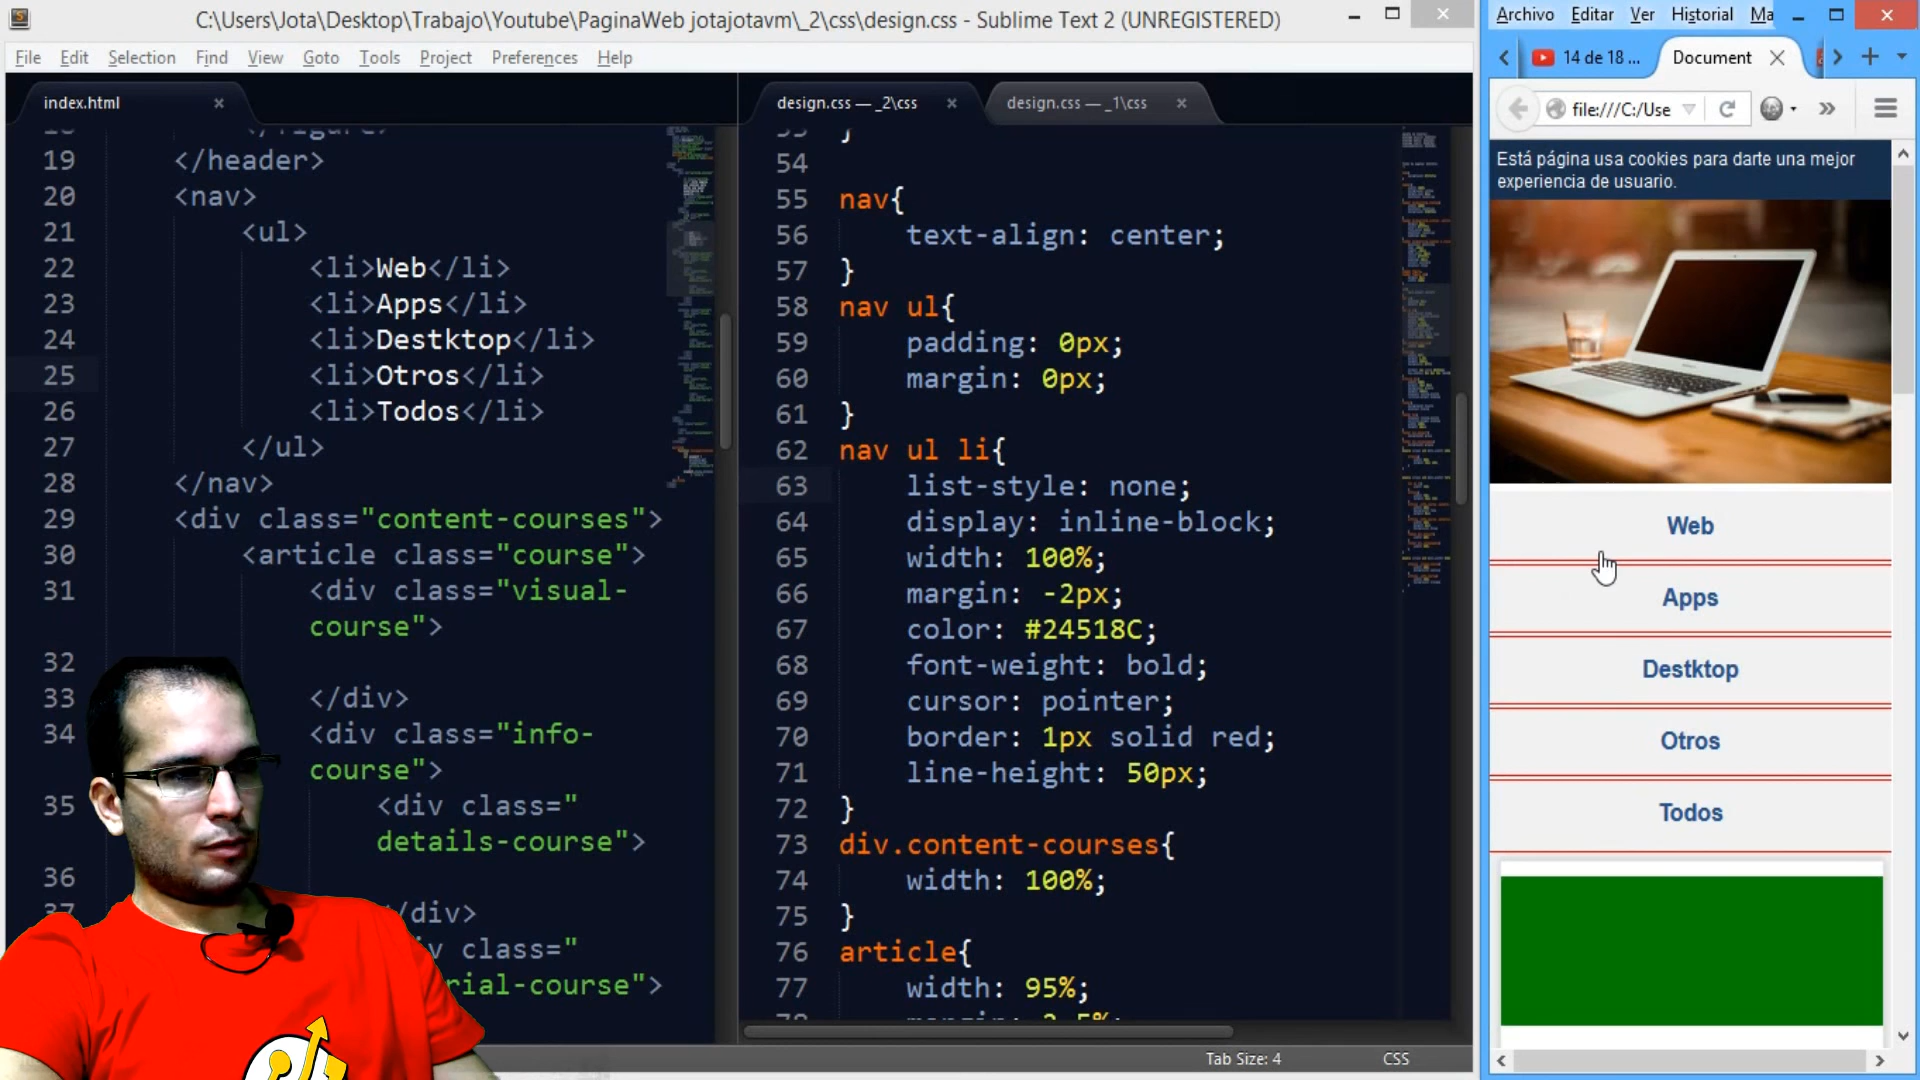 C:\Users\Jota\Desktop\Trabajo\Youtube\PaginaWeb jotajotavm\_2\css\design.css - Sublime Text 2 (UNREGISTERED)
File Edit Selection Find View Goto Tools Project Preferences Help
index.html
19 </header>
20 <nav>
21 <ul>
22 <li>Web</li>
23 <li>Apps</li>
24 <li>Destktop</li>
25 <li>Otros</li>
26 <li>Todos</li>
27 </ul>
28 </nav>
29 <div class="content-courses">
30 <article class="course">
31 <div class="visual-
course">
32
33 </div>
34 <div class="info-
course">
35 <div class="
details-course">
36
37 </div>
class="
rial-course">
design.css — _2\css
design.css — _1\css
54
55 nav{
56 text-align: center;
57 }
58 nav ul{
59 padding: 0px;
60 margin: 0px;
61 }
62 nav ul li{
63 list-style: none;
64 display: inline-block;
65 width: 100%;
66 margin: -2px;
67 color: #24518C;
68 font-weight: bold;
69 cursor: pointer;
70 border: 1px solid red;
71 line-height: 50px;
72 }
73 div.content-courses{
74 width: 100%;
75 }
76 article{
77 width: 95%;
Tab Size: 4 CSS
Archivo Editar Ver Historial Ma
14 de 18 ... Document
file:///C:/Use
Está página usa cookies para darte una mejor
experiencia de usuario.
Web
Apps
Destktop
Otros
Todos